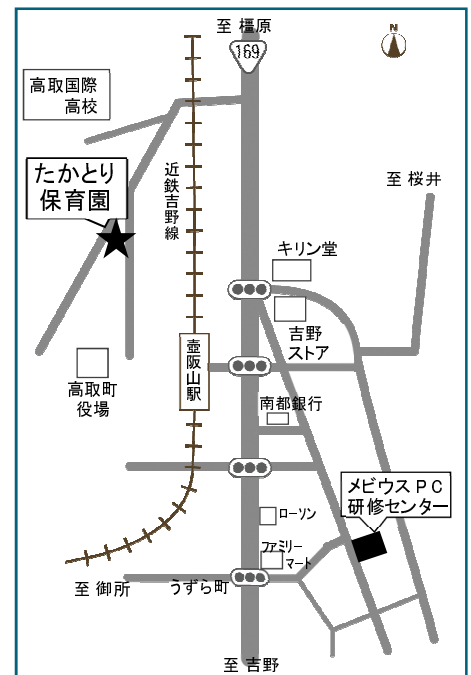 至 橿原
169
N
高取国際
高校
たかとり
保育園
近鉄吉野線
至 桜井
キリン堂
吉野
ストア
壺阪山駅
高取町
役場
南都銀行
メビウスPC
研修センター
ローソン
ファミリー
マート
至 御所
うずら町
至 吉野